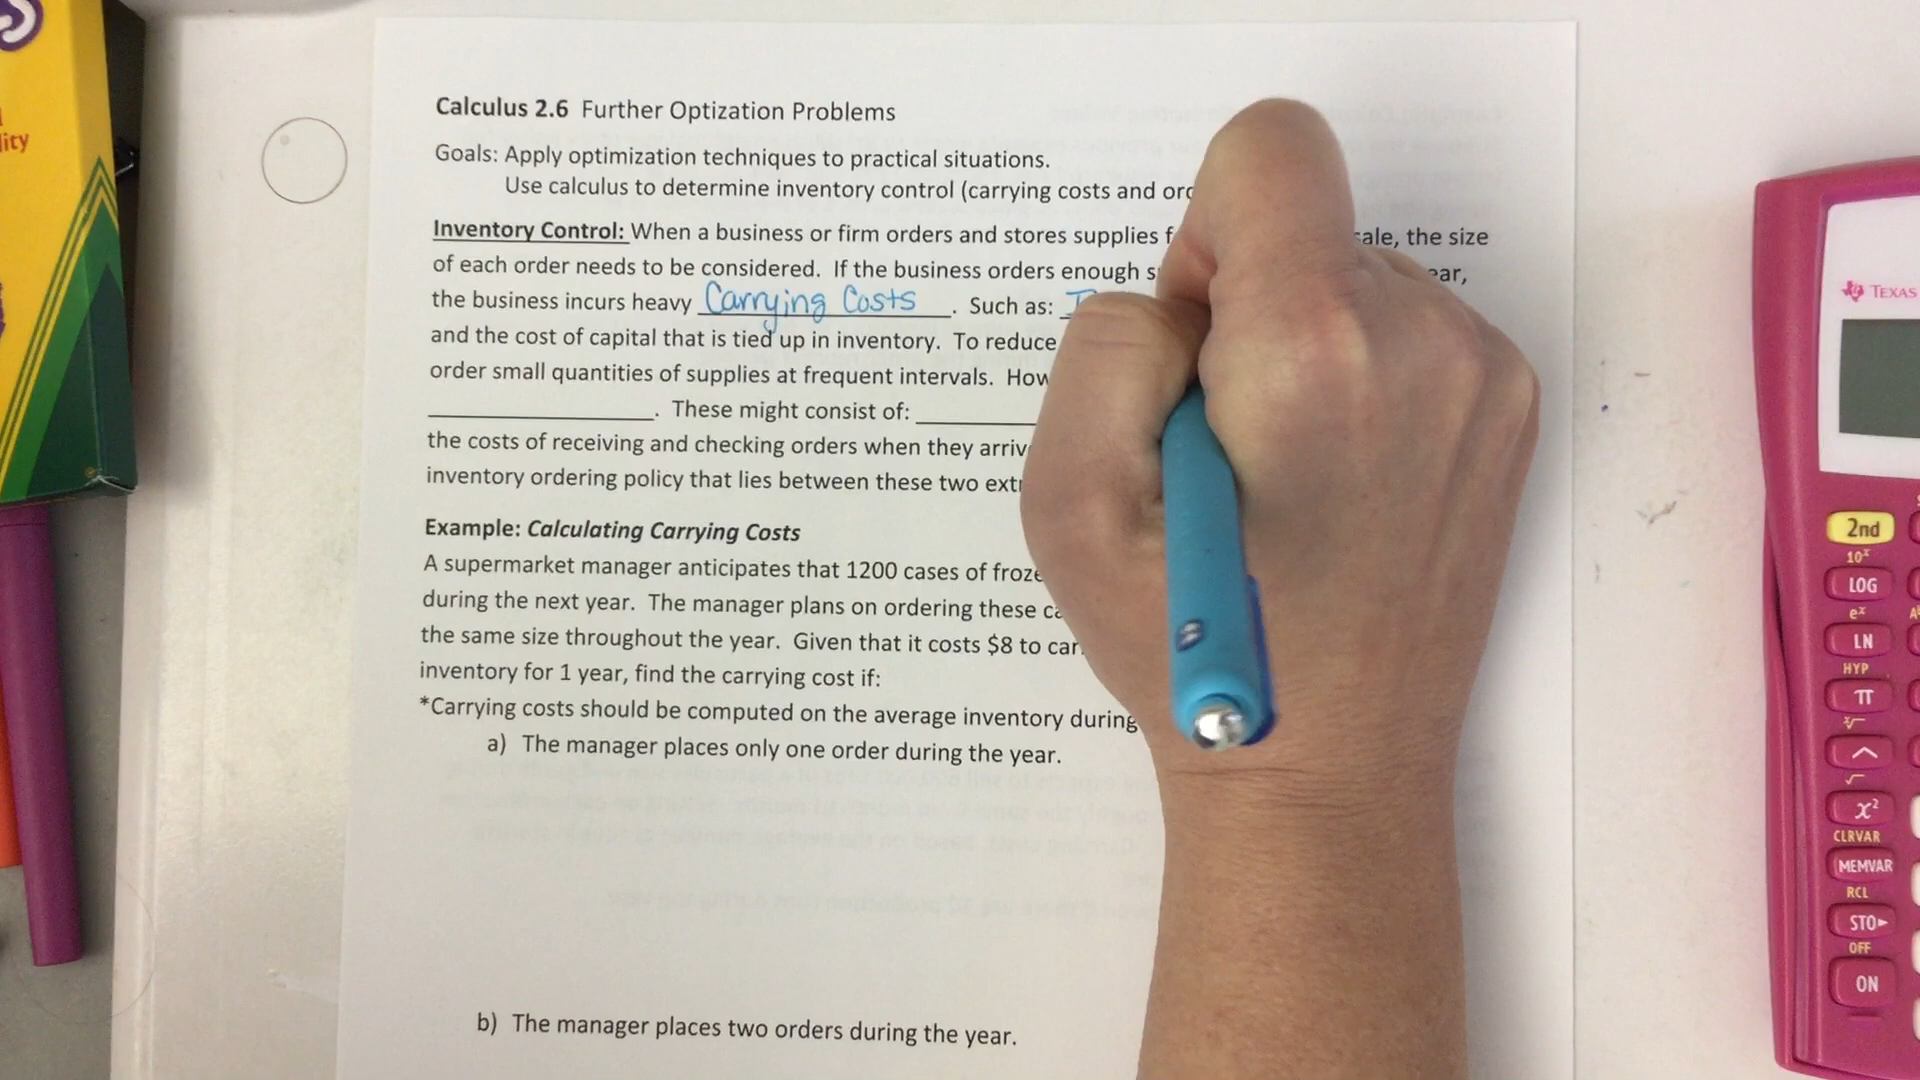 Calculus 2.6 Further Optization Problems
Goals: Apply optimization techniques to practical situations.
Use calculus to determine inventory control (carrying costs and
Inventory Control: When a business or firm orders and stores supplies sale, the size
of each order needs to be considered. If the business orders enough
the business incurs heavy Carrying Costs. Such as:
and the cost of capital that is tied up in inventory. To reduce
order small quantities of supplies at frequent intervals.
____________. These might consist of: ________
the costs of receiving and checking orders when they
inventory ordering policy that lies between these two
Example: Calculating Carrying Costs
A supermarket manager anticipates that 1200 cases of
during the next year. The manager plans on ordering these
the same size throughout the year. Given that it costs $8 to
inventory for 1 year, find the carrying cost if:
*Carrying costs should be computed on the average inventory during
a) The manager places only one order during the year.
b) The manager places two orders during the year.
TEXAS
2nd
10ˣ
LOG
eˣ
LN
HYP
π
^
√
x²
CLRVAR
MEMVAR
RCL
STO►
OFF
ON